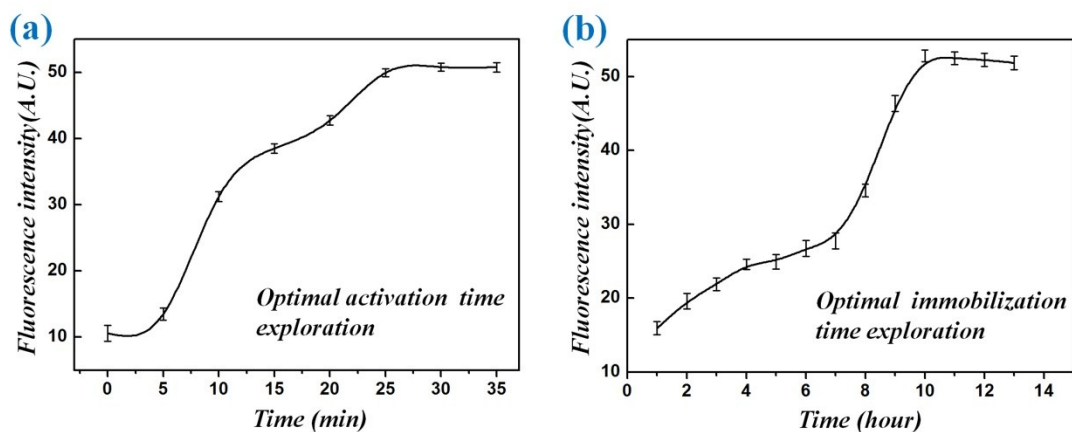 (a)
50
40
30
20
10
0 5 10 15 20 25 30 35
Fluorescence intensity(A.U.)
Time (min)
Optimal activation time
exploration
(b)
50
40
30
20
10
0 2 4 6 8 10 12 14
Fluorescence intensity(A.U.)
Time (hour)
Optimal immobilization
time exploration